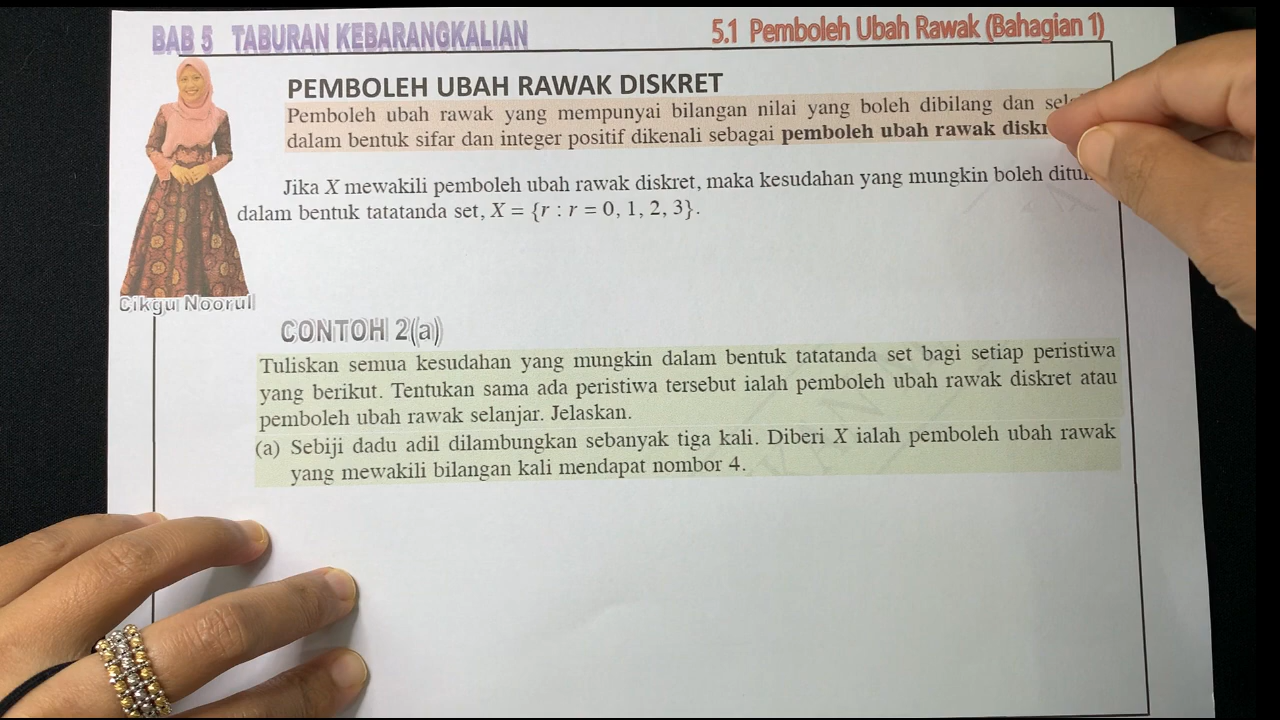 BAB 5 TABURAN KEBARANGKALIAN
5.1 Pemboleh Ubah Rawak (Bahagian 1)
PEMBOLEH UBAH RAWAK DISKRET
Pemboleh ubah rawak yang mempunyai bilangan nilai yang boleh dibilang dan
dalam bentuk sifar dan integer positif dikenali sebagai pemboleh ubah rawak
Jika X mewakili pemboleh ubah rawak diskret, maka kesudahan yang mungkin boleh
dalam bentuk tatatanda set, X = {r : r = 0, 1, 2, 3}.
Cikgu Noorul
CONTOH 2(a)
Tuliskan semua kesudahan yang mungkin dalam bentuk tatatanda set bagi setiap peristiwa
yang berikut. Tentukan sama ada peristiwa tersebut ialah pemboleh ubah rawak diskret atau
pemboleh ubah rawak selanjar. Jelaskan.
(a) Sebiji dadu adil dilambungkan sebanyak tiga kali. Diberi X ialah pemboleh ubah rawak
yang mewakili bilangan kali mendapat nombor 4.